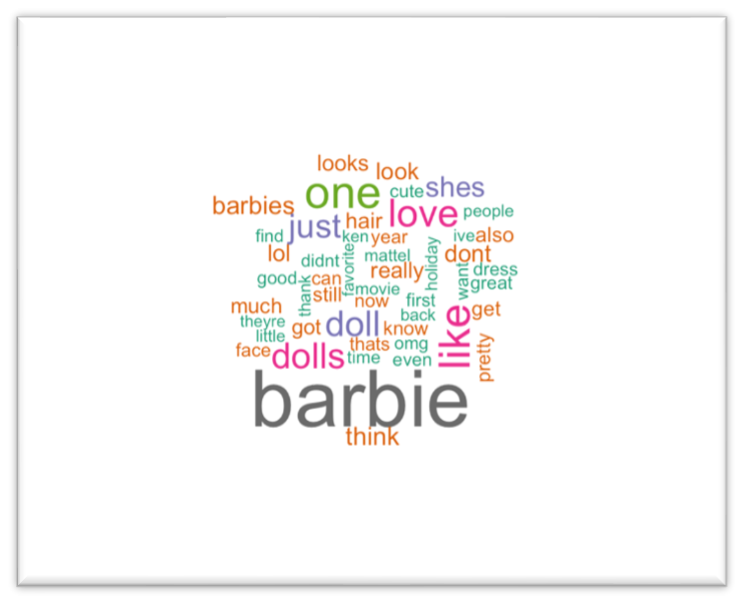 looks
look
one
cute
shes
barbies
just
hair
love
people
find
ken
year
ive
also
lol
didnt
favorite
mattel
holiday
dont
good
can
really
want
dress
thank
still
movie
great
now
first
much
back
get
theyre
got
doll
know
like
little
thats
omg
pretty
face
dolls
time
even
barbie
think